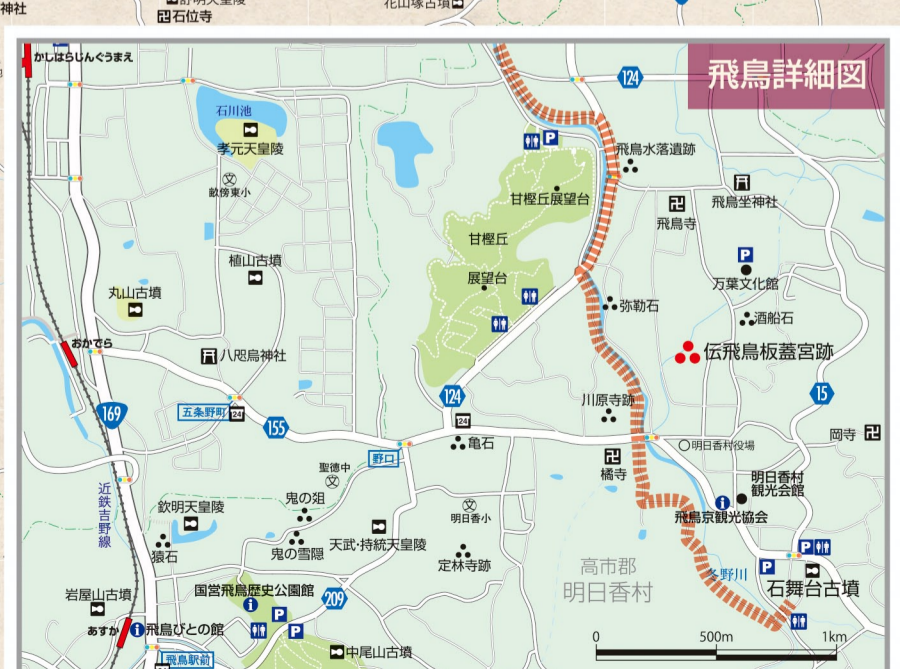 神社
石位寺
花山塚古墳
飛鳥詳細図
かしはらじんぐうまえ
124
石川池
孝元天皇陵
文
畝傍東小
P
飛鳥水落遺跡
甘樫丘展望台
飛鳥坐神社
飛鳥寺
甘樫丘
植山古墳
展望台
P
万葉文化館
丸山古墳
弥勒石
酒船石
おかでら
八咫烏神社
伝飛鳥板蓋宮跡
124
15
169
五条野町
24
155
24
川原寺跡
亀石
野口
明日香村役場
岡寺
聖徳中
文
橘寺
明日香村
観光会館
近鉄吉野線
欽明天皇陵
鬼の俎
文
明日香小
飛鳥京観光協会
猿石
鬼の雪隠
天武・持統天皇陵
定林寺跡
P
高市郡
明日香村
冬野川
P
石舞台古墳
岩屋山古墳
国営飛鳥歴史公園館
209
P
あすか
飛鳥びとの館
P
飛鳥駅前
中尾山古墳
0 500m 1km